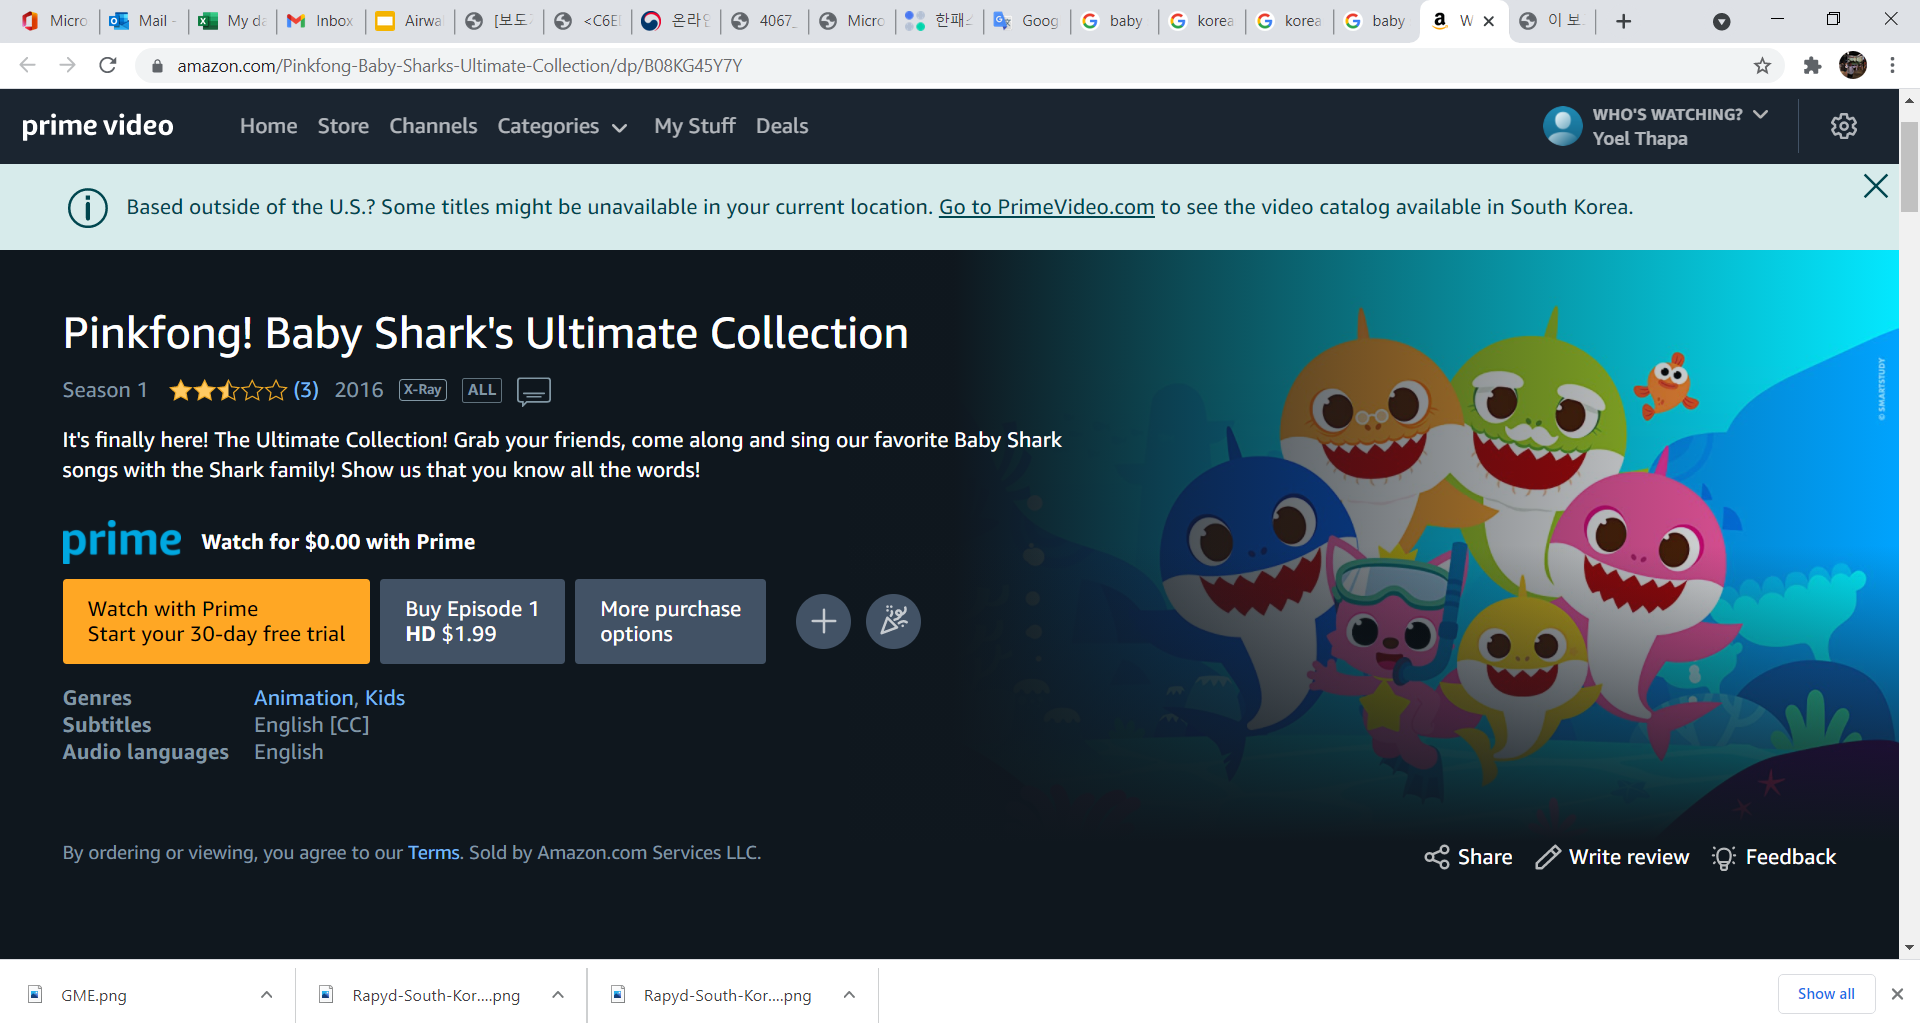 Micro
Mail -
My da
Inbox
Airwa
[보도
<C6E
온라인
4067_
Micro
한패스
Goog
baby
korea
korea
baby
W
이 보
amazon.com/Pinkfong-Baby-Sharks-Ultimate-Collection/dp/B08KG45Y7Y
prime video
Home Store Channels Categories My Stuff Deals
WHO'S WATCHING?
Yoel Thapa
Based outside of the U.S.? Some titles might be unavailable in your current location. Go to PrimeVideo.com to see the video catalog available in South Korea.
Pinkfong! Baby Shark's Ultimate Collection
Season 1 (3) 2016 X-Ray ALL
It's finally here! The Ultimate Collection! Grab your friends, come along and sing our favorite Baby Shark
songs with the Shark family! Show us that you know all the words!
prime Watch for $0.00 with Prime
Watch with Prime
Start your 30-day free trial
Buy Episode 1
HD $1.99
More purchase
options
Genres Animation, Kids
Subtitles English [CC]
Audio languages English
By ordering or viewing, you agree to our Terms. Sold by Amazon.com Services LLC.
Share Write review Feedback
© SMARTSTUDY
GME.png
Rapyd-South-Kor....png
Rapyd-South-Kor....png
Show all